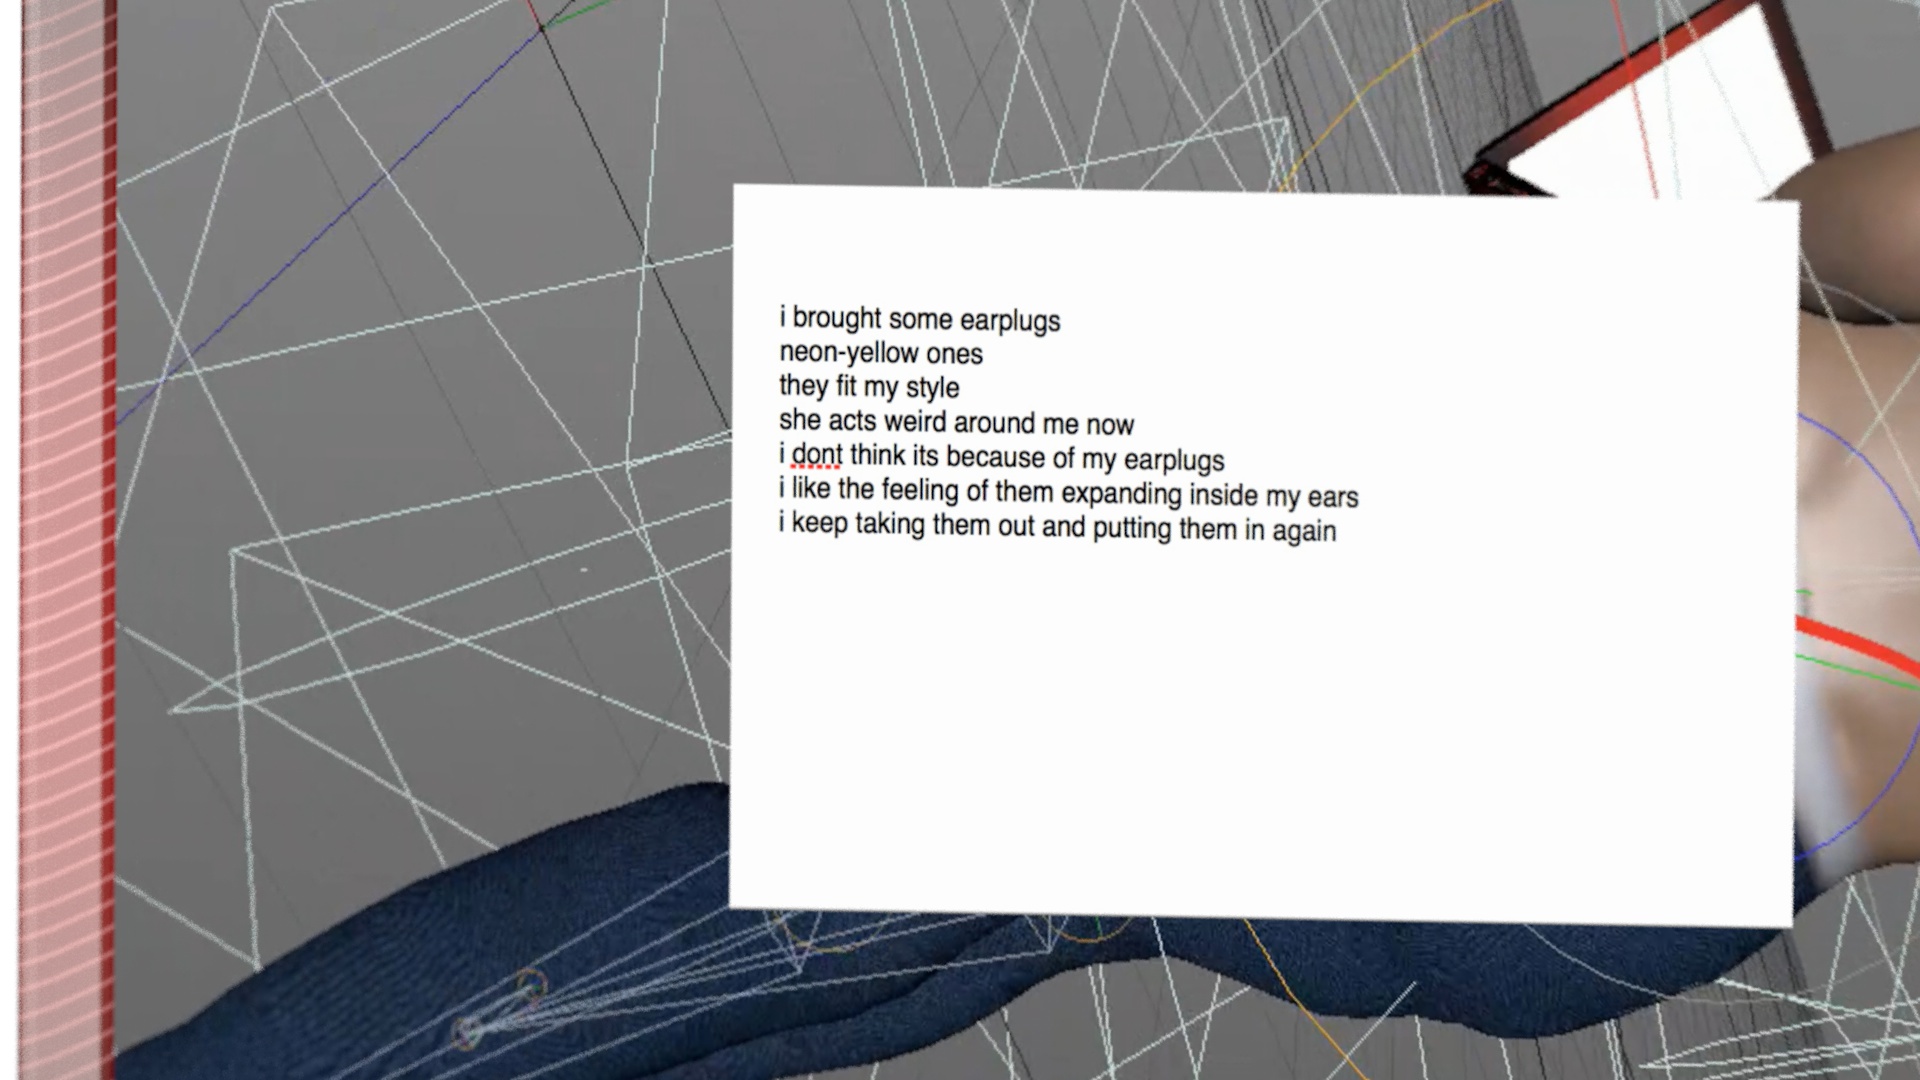 i brought some earplugs
neon-yellow ones
they fit my style
she acts weird around me now
i dont think its because of my earplugs
i like the feeling of them expanding inside my ears
i keep taking them out and putting them in again